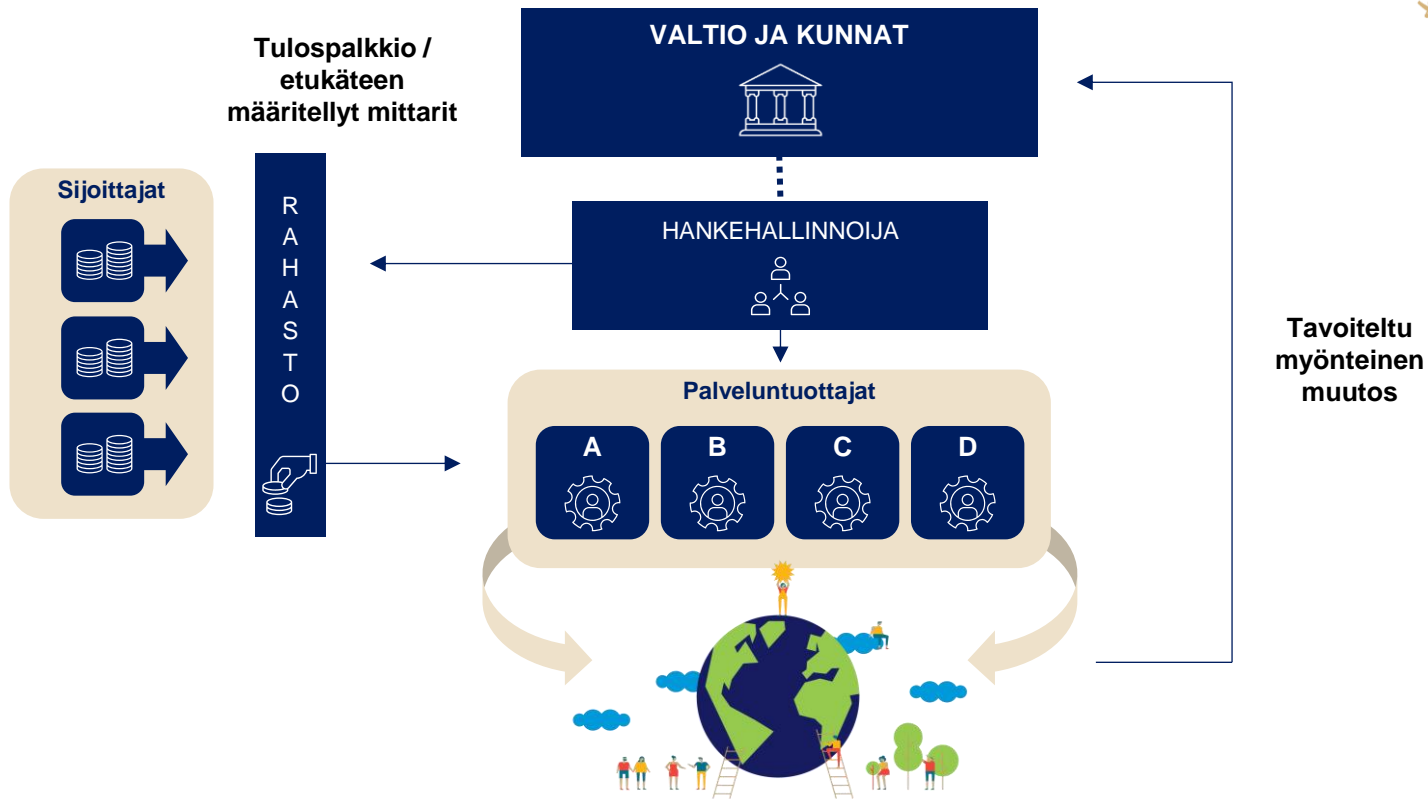 VALTIO JA KUNNAT
Tulospalkkio /
etukäteen
määritellyt mittarit
Sijoittajat
R
A
H
A
S
T
O
HANKEHALLINNOIJA
Tavoiteltu
myönteinen
muutos
Palveluntuottajat
A
B
C
D